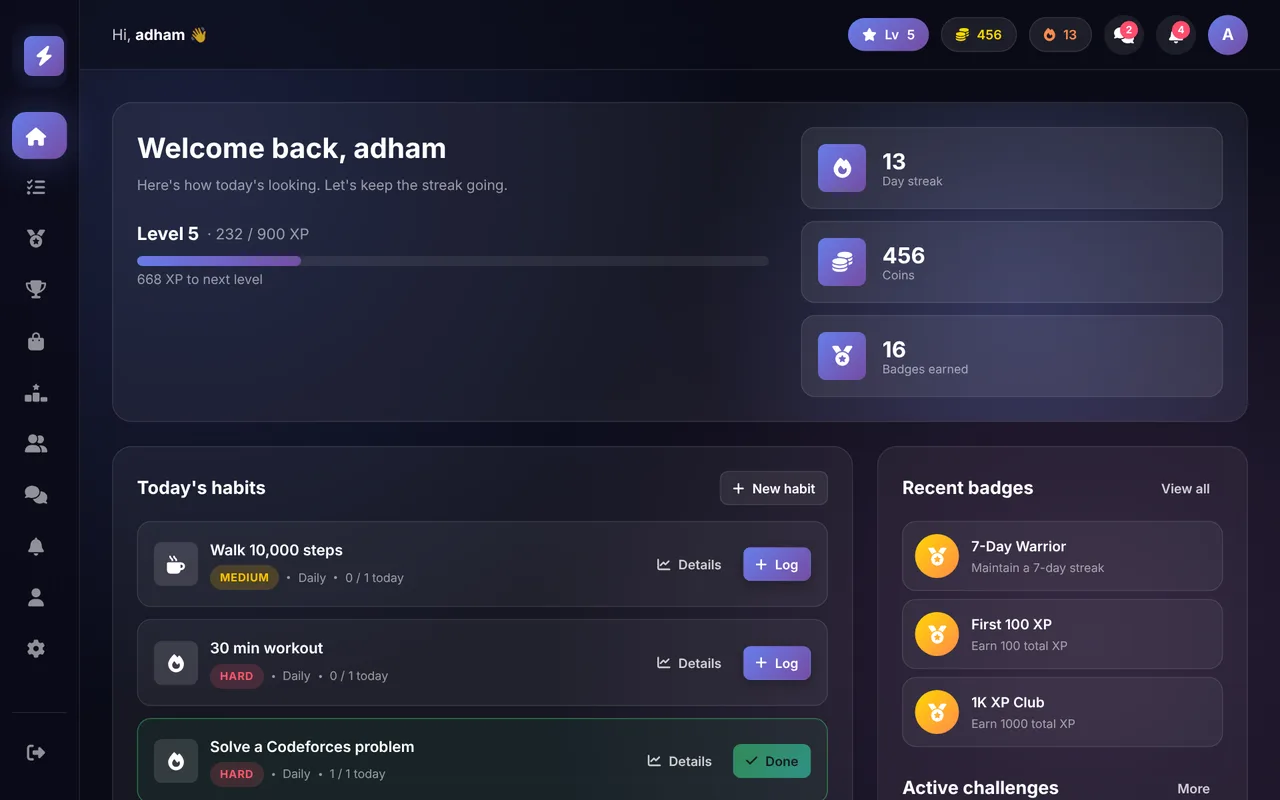 Hi, adham 👋
Lv 5
456
13
2
4
A
Welcome back, adham
Here's how today's looking. Let's keep the streak going.
Level 5 · 232 / 900 XP
668 XP to next level
13
Day streak
456
Coins
16
Badges earned
Today's habits
+ New habit
Walk 10,000 steps
MEDIUM • Daily • 0 / 1 today
Details
+ Log
30 min workout
HARD • Daily • 0 / 1 today
Details
+ Log
Solve a Codeforces problem
HARD • Daily • 1 / 1 today
Details
Done
Recent badges
View all
7-Day Warrior
Maintain a 7-day streak
First 100 XP
Earn 100 total XP
1K XP Club
Earn 1000 total XP
Active challenges
More